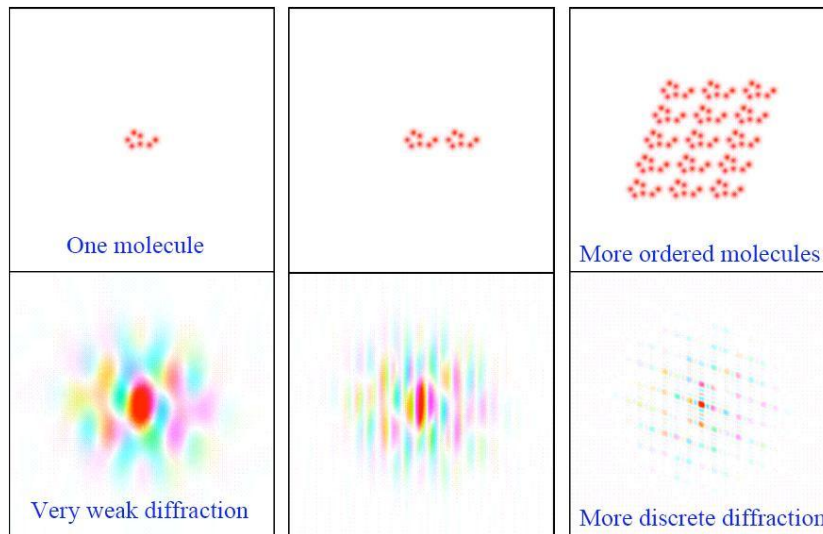 One molecule
More ordered molecules
Very weak diffraction
More discrete diffraction